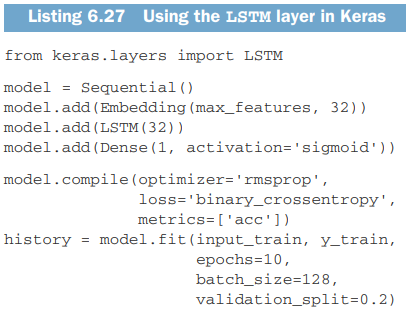 Listing 6.27 Using the LSTM layer in Keras
from keras.layers import LSTM
model = Sequential()
model.add(Embedding(max_features, 32))
model.add(LSTM(32))
model.add(Dense(1, activation='sigmoid'))
model.compile(optimizer='rmsprop',
              loss='binary_crossentropy',
              metrics=['acc'])
history = model.fit(input_train, y_train,
                    epochs=10,
                    batch_size=128,
                    validation_split=0.2)